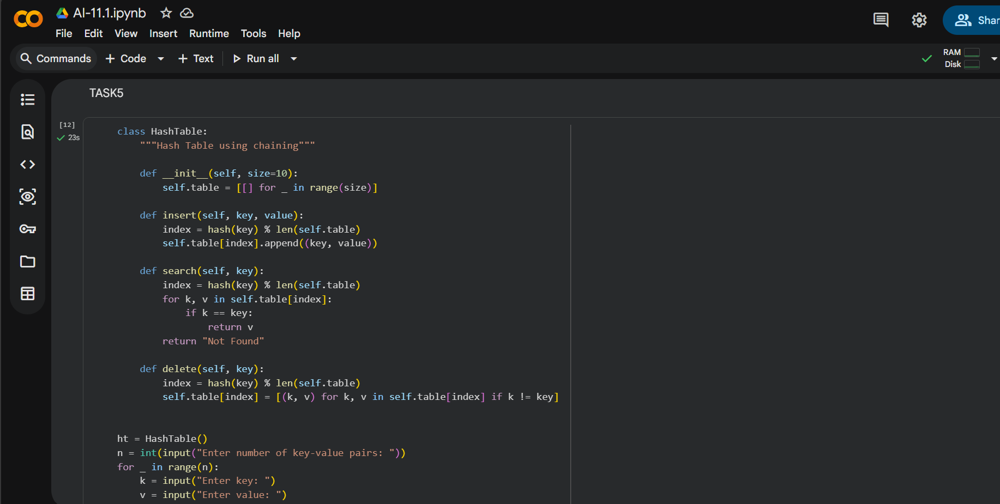 CO AI-11.1.ipynb
File Edit View Insert Runtime Tools Help
Shar
Commands + Code + Text Run all
RAM
Disk
TASK5
[12]
23s
class HashTable:
    """Hash Table using chaining"""
    def __init__(self, size=10):
        self.table = [[] for _ in range(size)]
    def insert(self, key, value):
        index = hash(key) % len(self.table)
        self.table[index].append((key, value))
    def search(self, key):
        index = hash(key) % len(self.table)
        for k, v in self.table[index]:
            if k == key:
                return v
        return "Not Found"
    def delete(self, key):
        index = hash(key) % len(self.table)
        self.table[index] = [(k, v) for k, v in self.table[index] if k != key]
ht = HashTable()
n = int(input("Enter number of key-value pairs: "))
for _ in range(n):
    k = input("Enter key: ")
    v = input("Enter value: ")